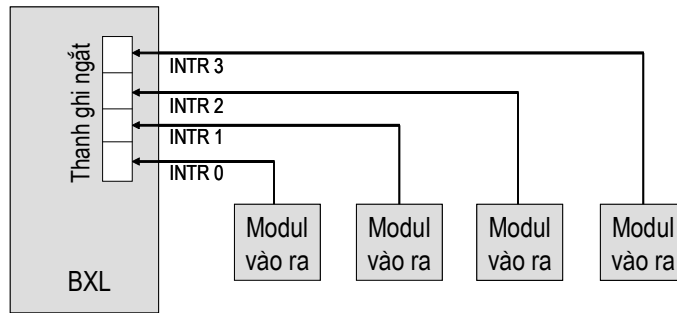 Thanh ghi ngắt
INTR 3
INTR 2
INTR 1
INTR 0
Modul
vào ra
Modul
vào ra
Modul
vào ra
Modul
vào ra
BXL